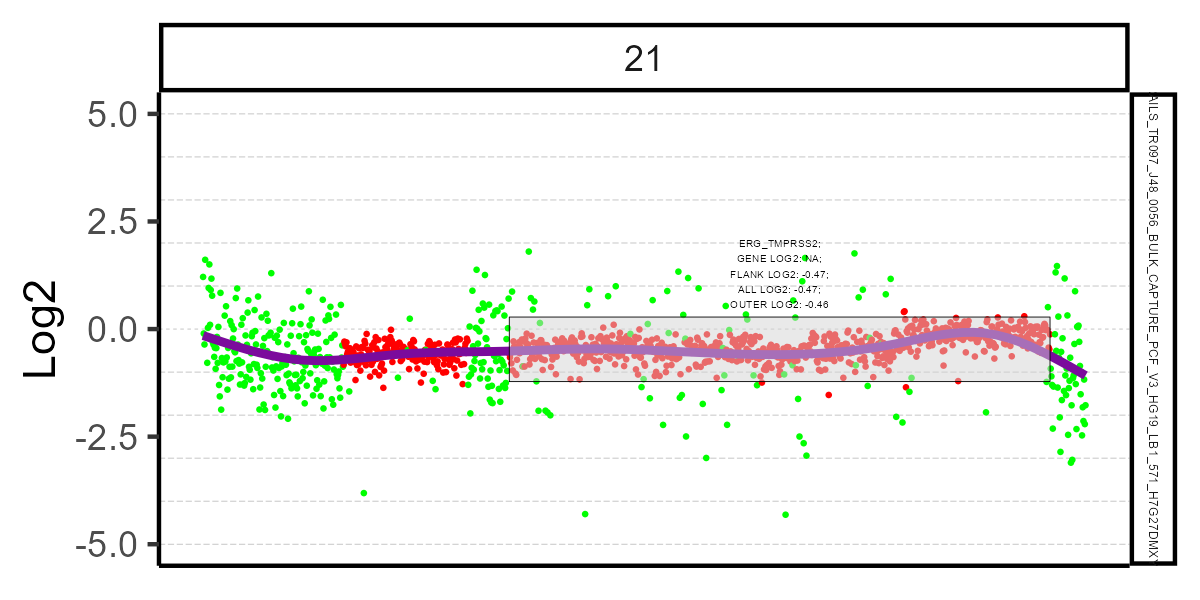 21
Log2
5.0
2.5
0.0
-2.5
-5.0
ERG_TMPRSS2;
GENE LOG2: NA;
FLANK LOG2: -0.47;
ALL LOG2: -0.47;
OUTER LOG2: -0.46
AILS_TR097_J48_0056_BULK_CAPTURE_PCF_V3_HG19_LB1_571_H7G27DMXY